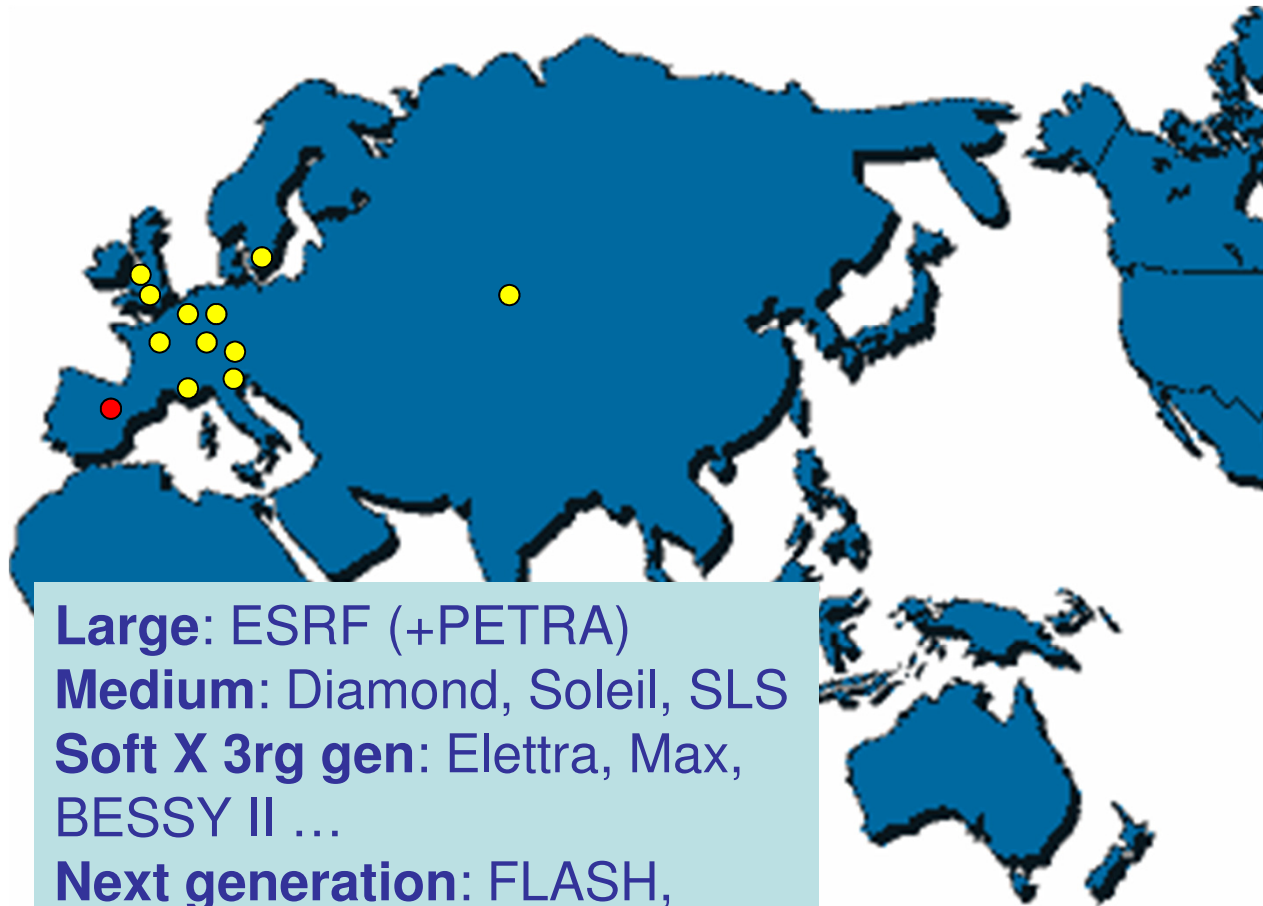 Large: ESRF (+PETRA)
Medium: Diamond, Soleil, SLS
Soft X 3rg gen: Elettra, Max,
BESSY II …
Next generation: FLASH,